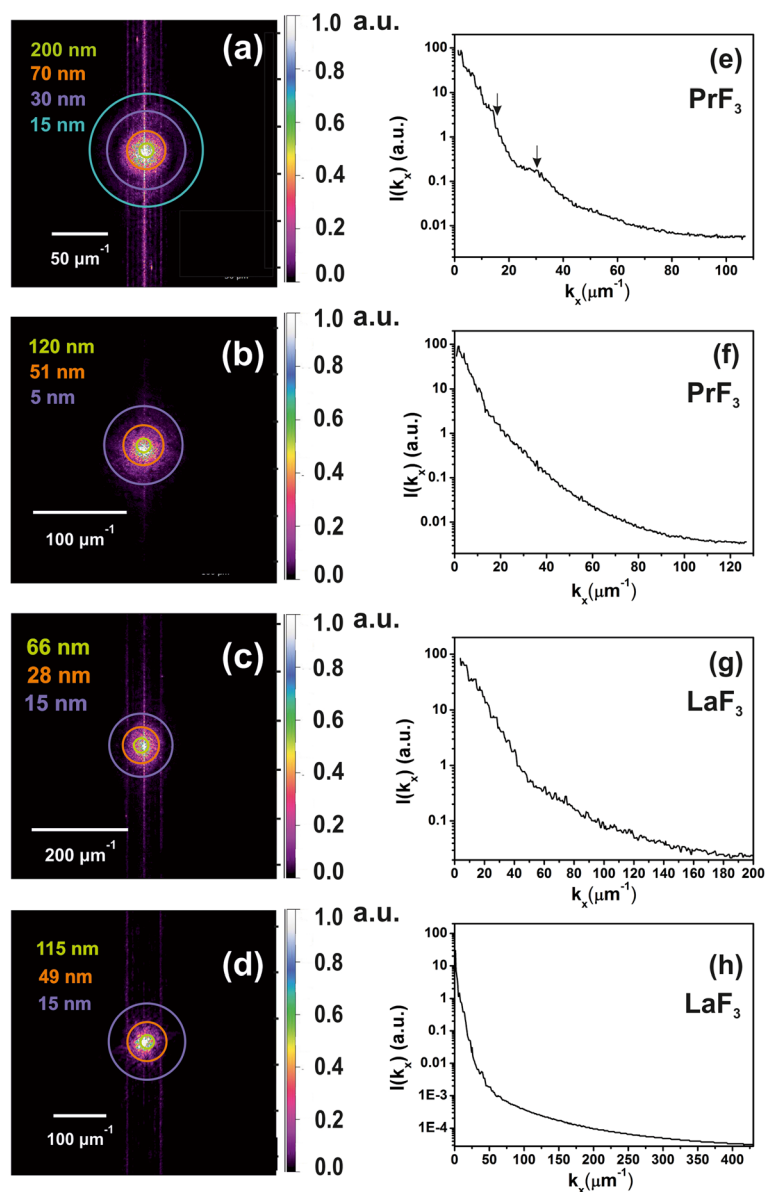 (a)
200 nm
70 nm
30 nm
15 nm
50 µm⁻¹
1.0 a.u.
0.8
0.6
0.4
0.2
0.0
(e)
PrF₃
I(kₓ) (a.u.)
100
10
1
0.1
0.01
0 20 40 60 80 100
kₓ(µm⁻¹)
(b)
120 nm
51 nm
5 nm
100 µm⁻¹
1.0 a.u.
0.8
0.6
0.4
0.2
0.0
(f)
PrF₃
I(kₓ) (a.u.)
100
10
1
0.1
0.01
0 20 40 60 80 100 120
kₓ(µm⁻¹)
(c)
66 nm
28 nm
15 nm
200 µm⁻¹
1.0 a.u.
0.8
0.6
0.4
0.2
0.0
(g)
LaF₃
I(kₓ) (a.u.)
100
10
1
0.1
0 20 40 60 80 100 120 140 160 180 200
kₓ(µm⁻¹)
(d)
115 nm
49 nm
15 nm
100 µm⁻¹
1.0 a.u.
0.8
0.6
0.4
0.2
0.0
(h)
LaF₃
I(kₓ) (a.u.)
100
10
1
0.1
0.01
1E-3
1E-4
0 50 100 150 200 250 300 350 400
kₓ(µm⁻¹)